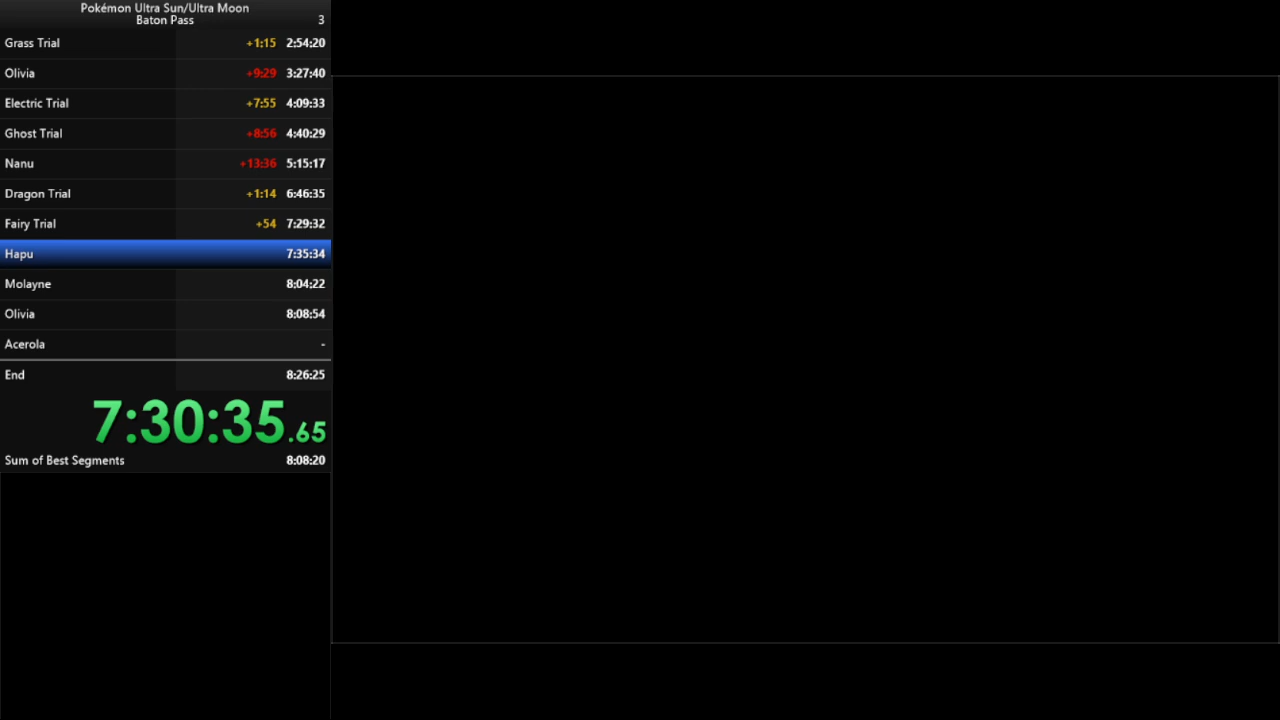 Pokémon Ultra Sun/Ultra Moon
Baton Pass 3
Grass Trial +1:15 2:54:20
Olivia +9:29 3:27:40
Electric Trial +7:55 4:09:33
Ghost Trial +8:56 4:40:29
Nanu +13:36 5:15:17
Dragon Trial +1:14 6:46:35
Fairy Trial +54 7:29:32
Hapu 7:35:34
Molayne 8:04:22
Olivia 8:08:54
Acerola -
End 8:26:25
7:30:35.65
Sum of Best Segments 8:08:20